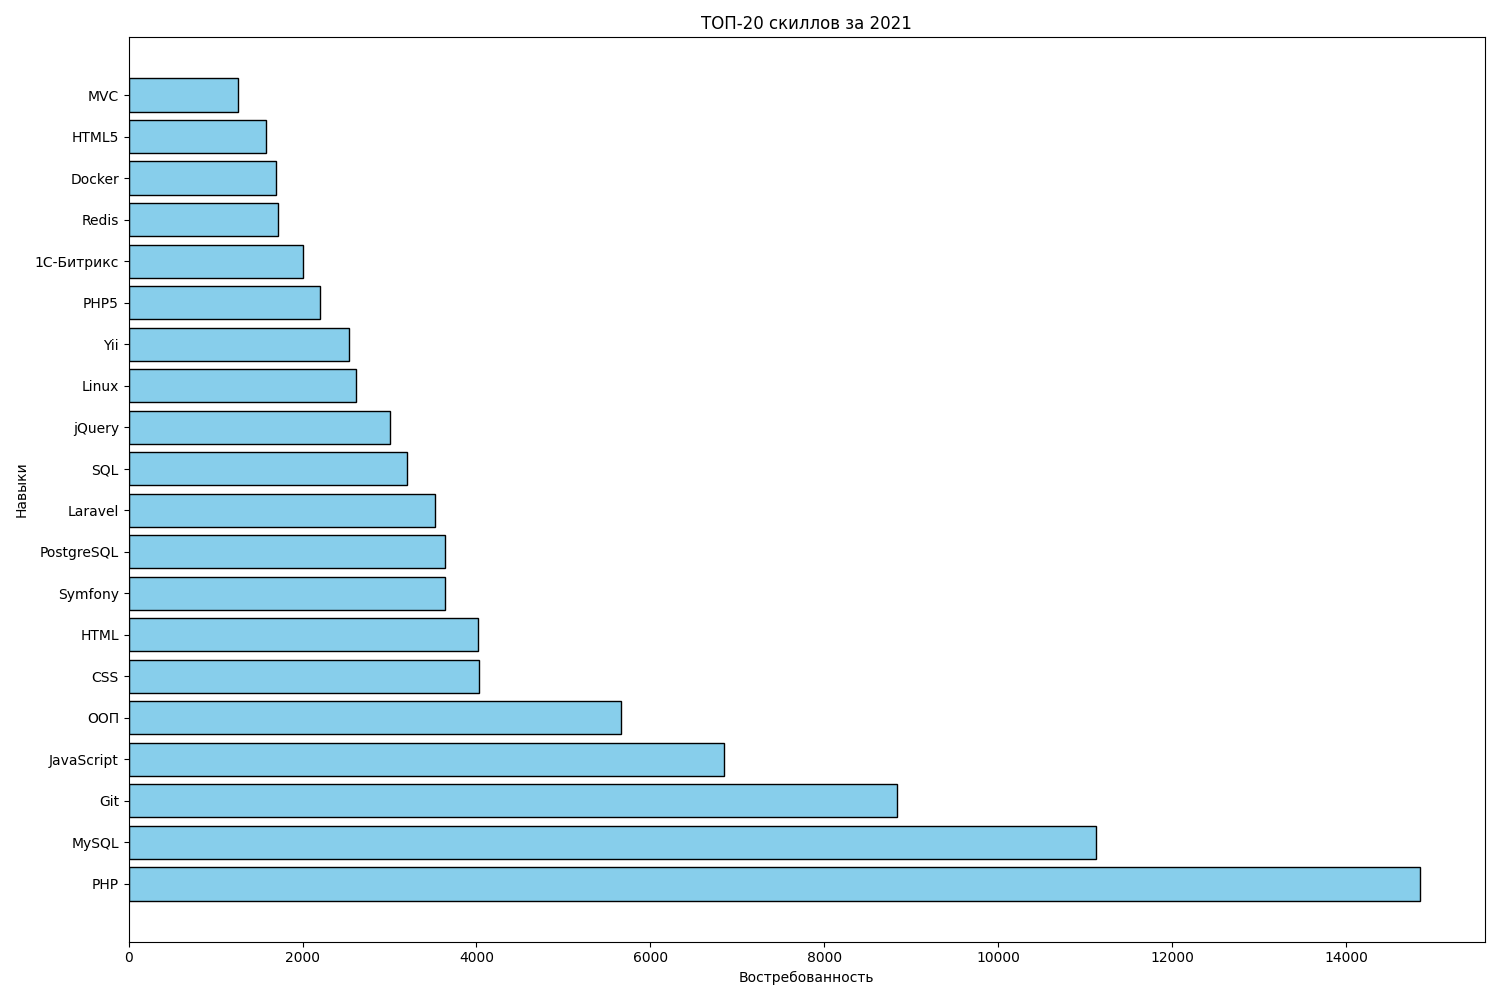 ТОП-20 скиллов за 2021
Навыки
MVC
HTML5
Docker
Redis
1С-Битрикс
PHP5
Yii
Linux
jQuery
SQL
Laravel
PostgreSQL
Symfony
HTML
CSS
ООП
JavaScript
Git
MySQL
PHP
0 2000 4000 6000 8000 10000 12000 14000
Востребованность